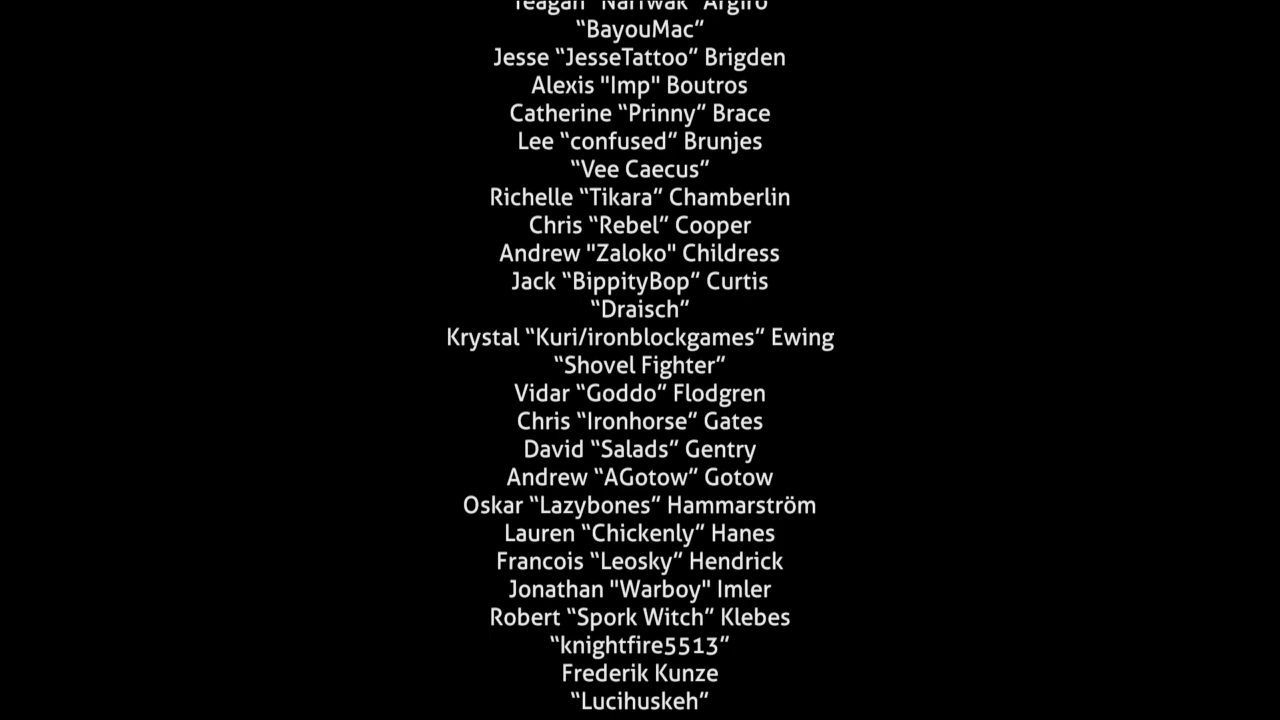 "Narrwak" Argiro
“BayouMac”
Jesse “JesseTattoo” Brigden
Alexis "Imp" Boutros
Catherine “Prinny” Brace
Lee “confused” Brunjes
“Vee Caecus”
Richelle “Tikara” Chamberlin
Chris “Rebel” Cooper
Andrew "Zaloko" Childress
Jack “BippityBop” Curtis
“Draisch”
Krystal “Kuri/ironblockgames” Ewing
“Shovel Fighter”
Vidar “Goddo” Flodgren
Chris “Ironhorse” Gates
David “Salads” Gentry
Andrew “AGotow” Gotow
Oskar “Lazybones” Hammarström
Lauren “Chickenly” Hanes
Francois “Leosky” Hendrick
Jonathan "Warboy" Imler
Robert “Spork Witch” Klebes
“knightfire5513”
Frederik Kunze
“Lucihuskeh”